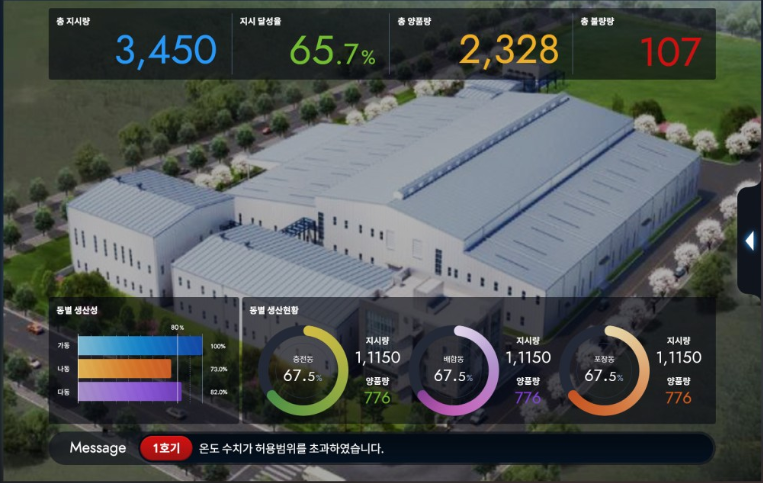 총 지시량
3,450
지시 달성율
65.7%
총 양품량
2,328
총 불량량
107
동별 생산성
80%
가동
100%
나동
73.0%
다동
82.0%
동별 생산현황
충전동
67.5%
지시량
1,1150
양품량
776
배합동
67.5%
지시량
1,1150
양품량
776
포장동
67.5%
지시량
1,1150
양품량
776
Message
1호기
온도 수치가 허용범위를 초과하였습니다.